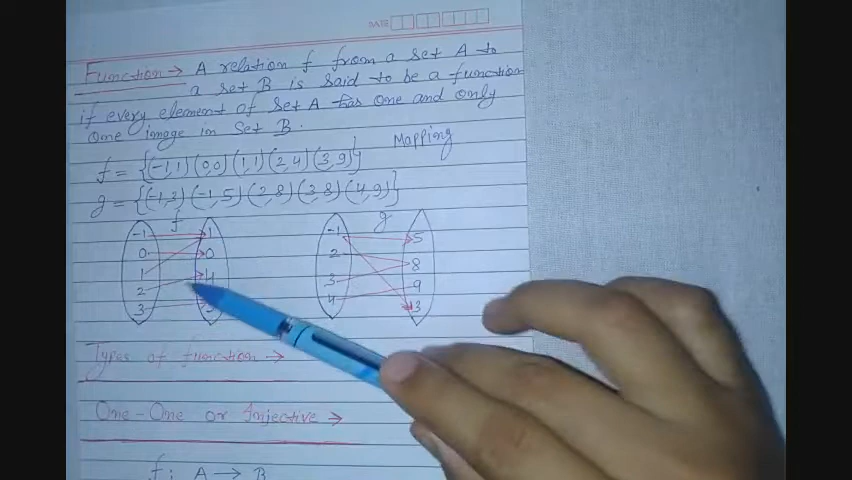 DATE
Function → A relation f from a set A to
a set B is said to be a function
if every element of set A has one and only
one image in set B.
f = {(-1,1) (0,0) (1,1) (2,4) (3,9)} Mapping
g = {(-1,3) (-1,5) (2,8) (3,8) (4,9)}
f g
-1 1 -1 5
0 0 2 8
1 4 3 9
2 4 3
3
Types of function →
One-One or Injective →
f: A → B